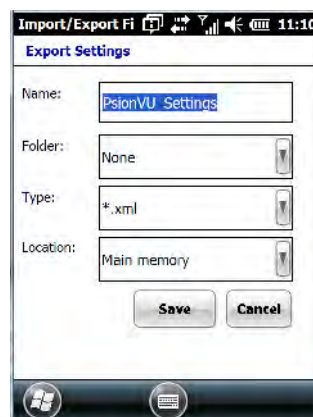 Import/Export Fi 11:10
Export Settings
Name: PsionVU_Settings
Folder: None
Type: *.xml
Location: Main memory
Save Cancel